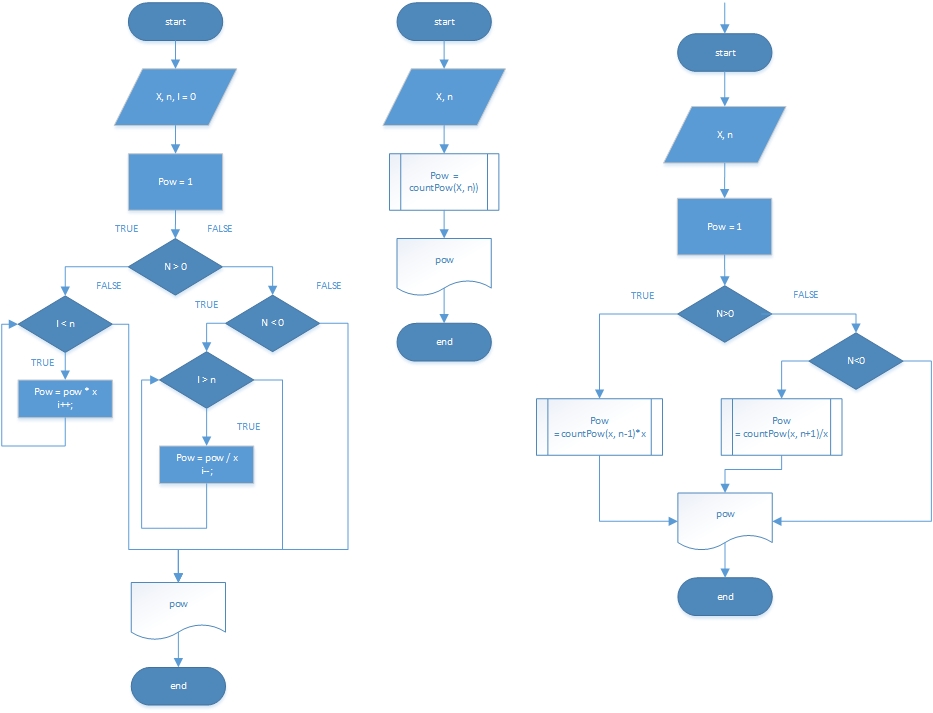 start
X, n, I = 0
Pow = 1
TRUE
FALSE
N > 0
FALSE
I < n
TRUE
Pow = pow * x
i++;
FALSE
TRUE
N < 0
I > n
TRUE
Pow = pow / x
i--;
pow
end
start
X, n
Pow =
countPow(X, n))
pow
end
start
X, n
Pow = 1
TRUE
FALSE
N>0
N<0
Pow
= countPow(x, n-1)*x
Pow
= countPow(x, n+1)/x
pow
end